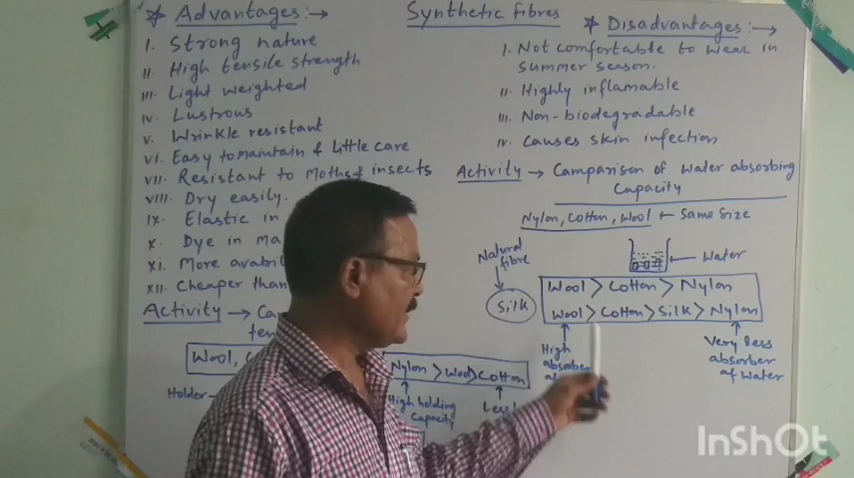 Synthetic fibres
* Advantages:→
I. Strong nature
II. High tensile strength
III. Light weighted
IV. Lustrous
V. Wrinkle resistant
VI. Easy to maintain & little care
VII. Resistant to Moths & insects
VIII. Dry easily.
IX. Elastic in
X. Dye in
XI. More
XII. Cheaper than
Activity →
Wool,
Holder
Nylon > Wool > Cotton
High holding
Capacity
* Disadvantages:→
I. Not comfortable to wear in
summer season.
II. Highly inflamable
III. Non-biodegradable
IV. Causes skin infection
Activity → Comparison of Water absorbing
Capacity
Nylon, Cotton, Wool ← Same Size
← Water
Natural
fibre
Silk
Wool > Cotton > Nylon
Wool > Cotton > Silk > Nylon
High
absorber
Very less
absorber
of Water
InShOt